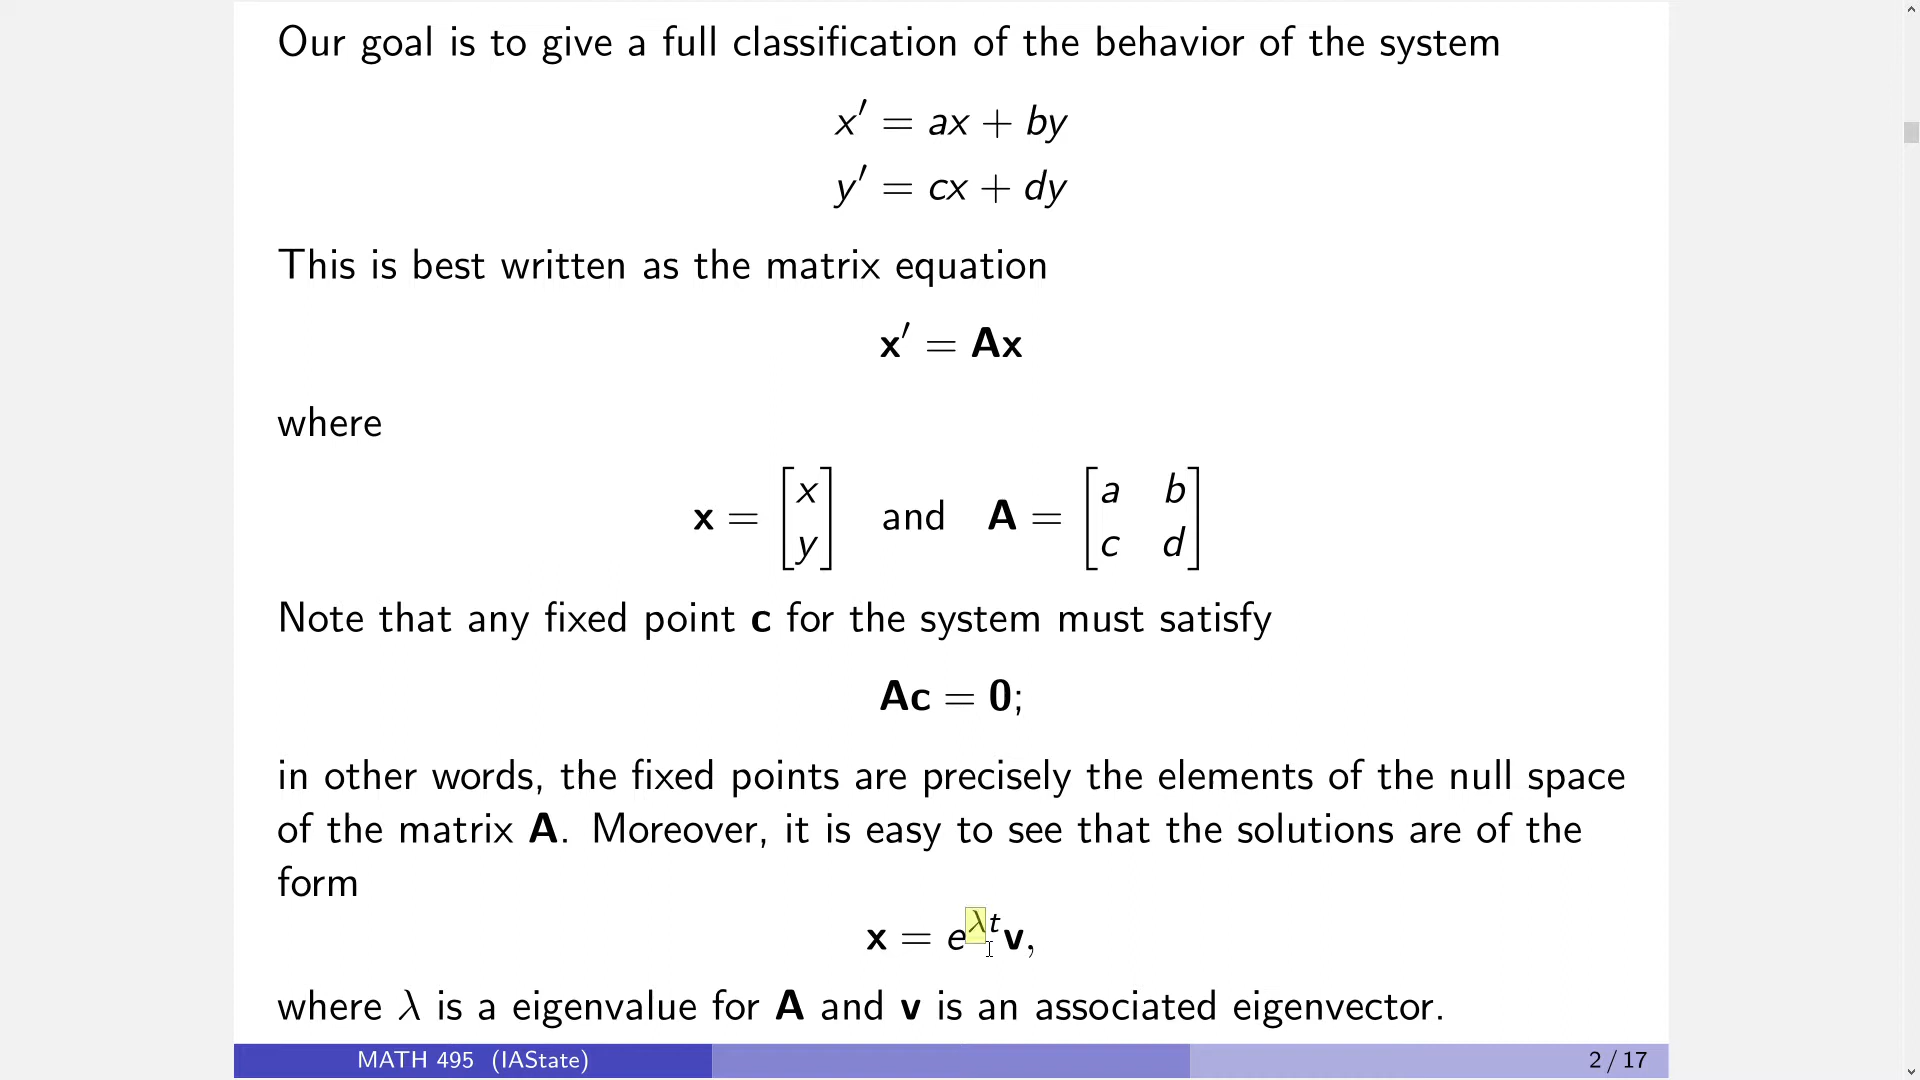 Our goal is to give a full classification of the behavior of the system
x′ = ax + by
y′ = cx + dy
This is best written as the matrix equation
x′ = Ax
where
x = [x y] and A = [a b c d]
Note that any fixed point c for the system must satisfy
Ac = 0;
in other words, the fixed points are precisely the elements of the null space
of the matrix A. Moreover, it is easy to see that the solutions are of the
form
x = e^{λt}v,
where λ is a eigenvalue for A and v is an associated eigenvector.
MATH 495 (IAState) 2 / 17